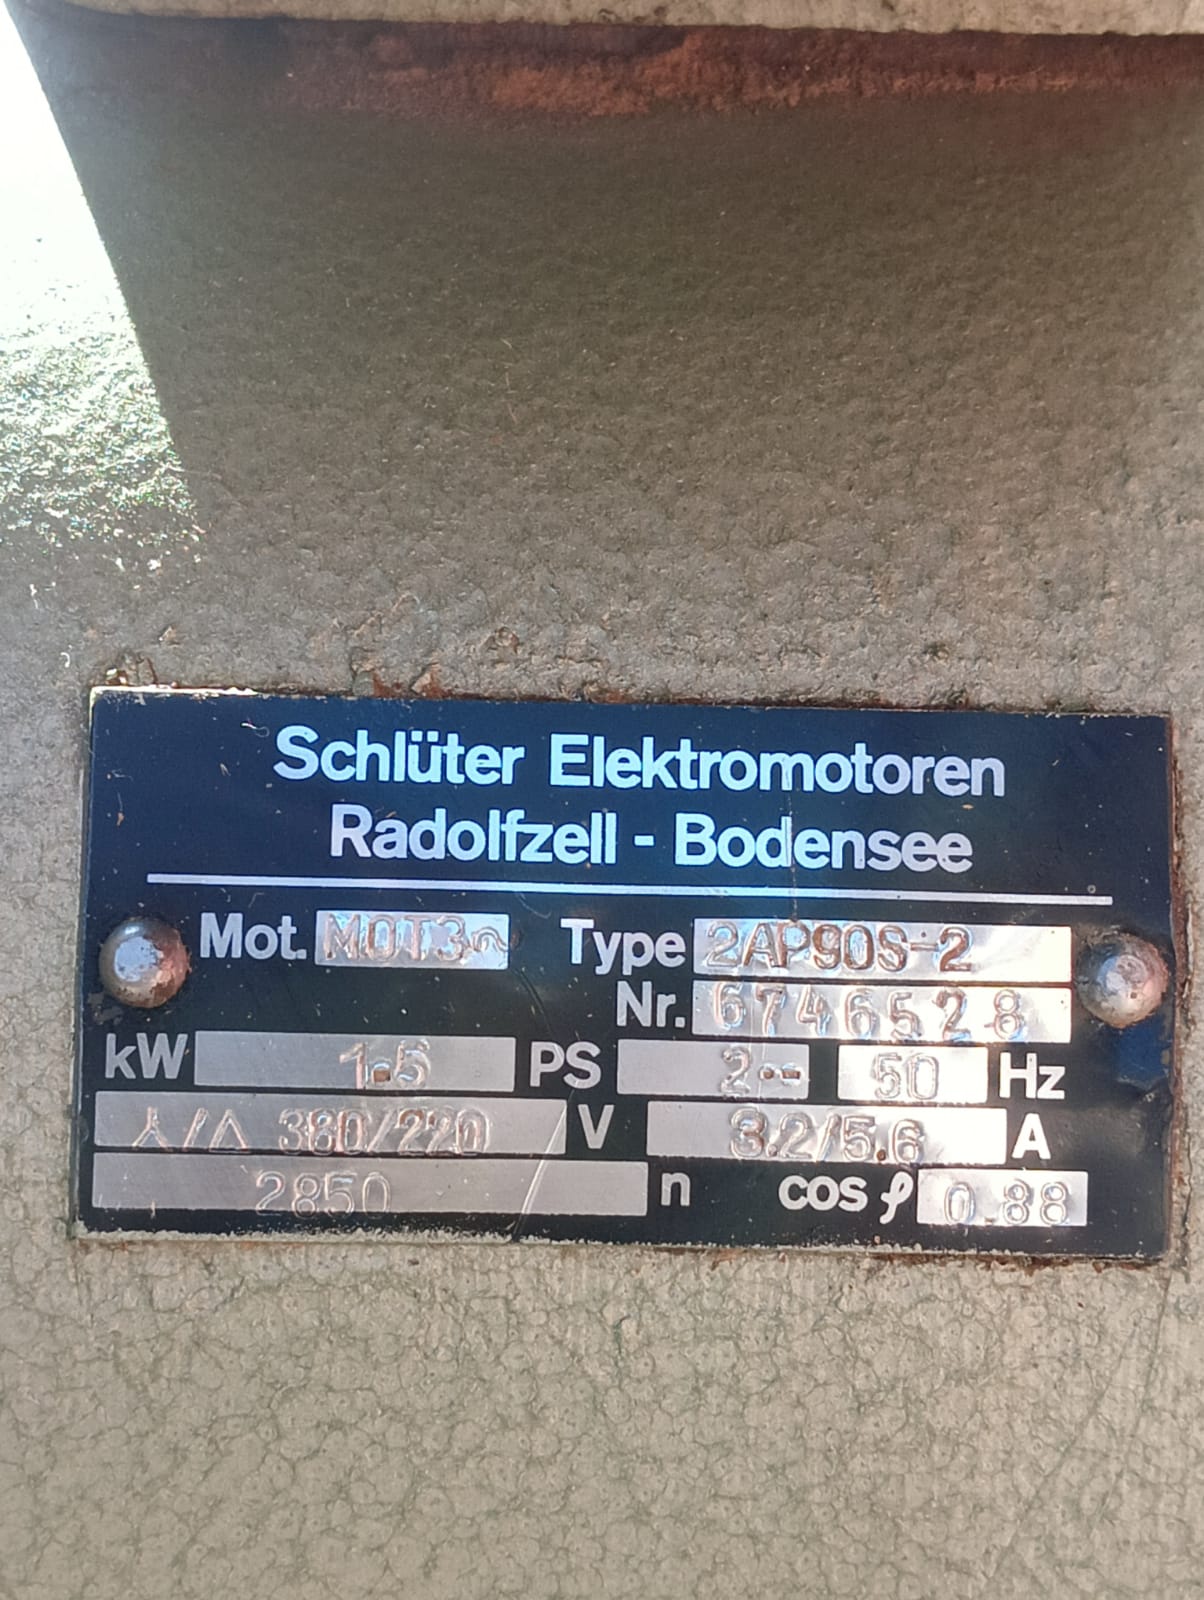 Schlüter Elektromotoren
Radolfzell - Bodensee
Mot. MOT3~ Type 2AP90S-2
Nr. 6746528
kW 1.5 PS 2-- 50 Hz
⅄/△ 380/220 V 3.2/5.6 A
2850 n cos φ 0.88